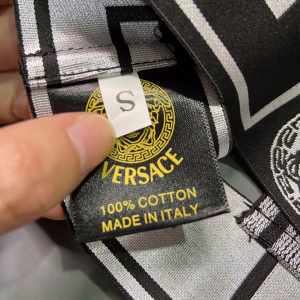 S
VERSACE
100% COTTON
MADE IN ITALY